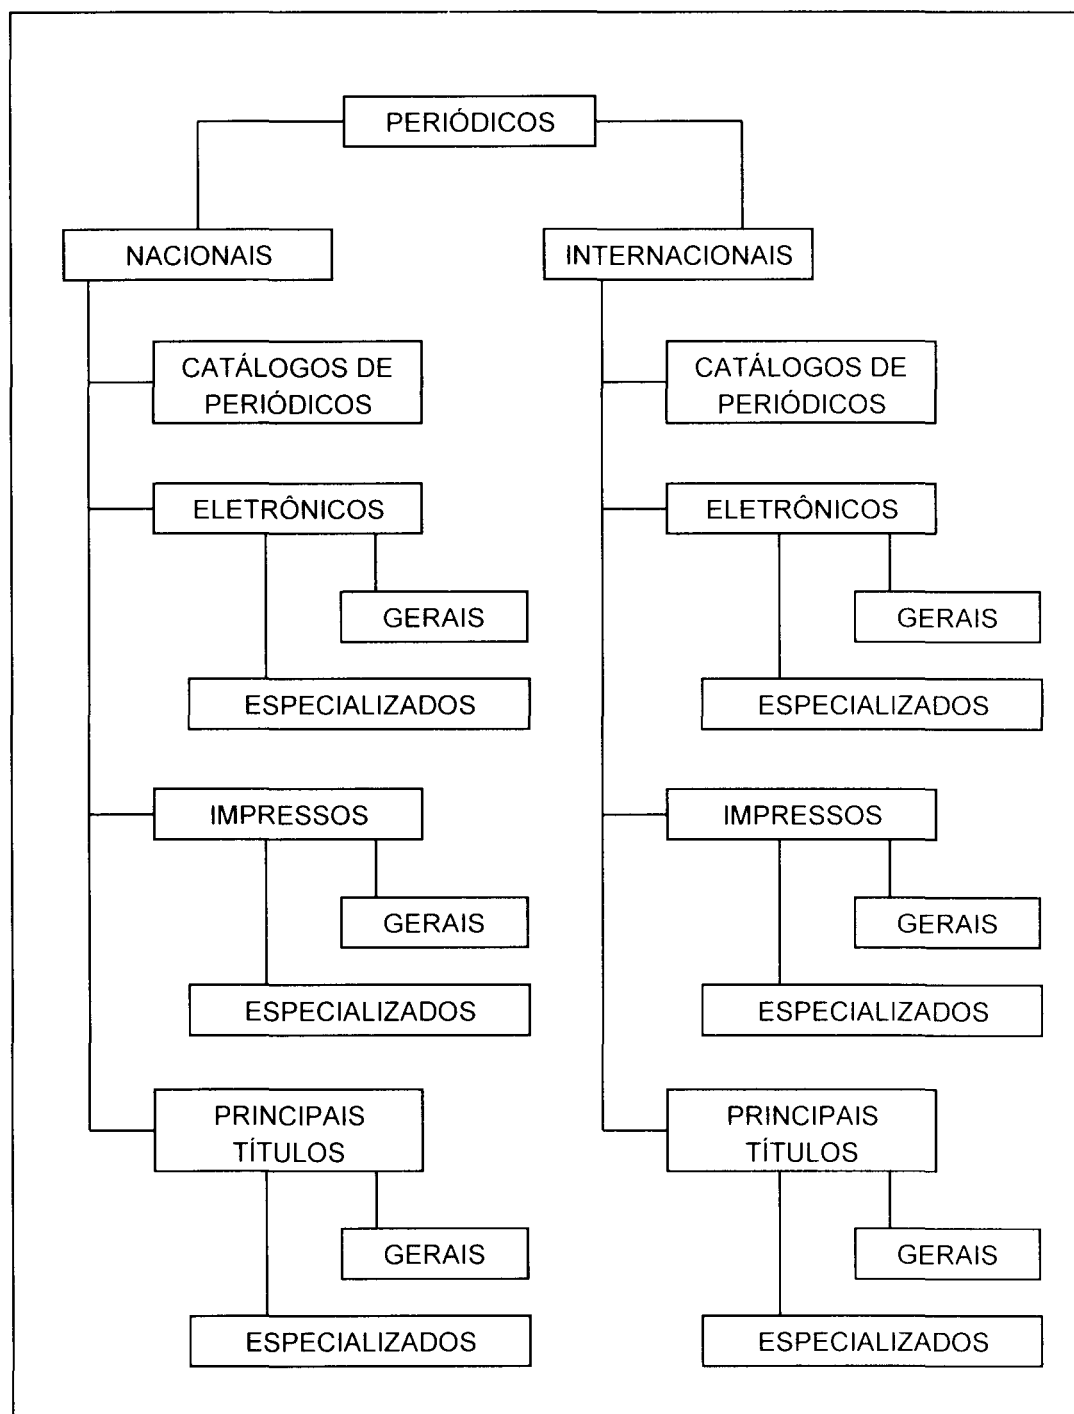 PERIÓDICOS
NACIONAIS
CATÁLOGOS DE
PERIÓDICOS
ELETRÔNICOS
GERAIS
ESPECIALIZADOS
IMPRESSOS
GERAIS
ESPECIALIZADOS
PRINCIPAIS
TÍTULOS
GERAIS
ESPECIALIZADOS
INTERNACIONAIS
CATÁLOGOS DE
PERIÓDICOS
ELETRÔNICOS
GERAIS
ESPECIALIZADOS
IMPRESSOS
GERAIS
ESPECIALIZADOS
PRINCIPAIS
TÍTULOS
GERAIS
ESPECIALIZADOS